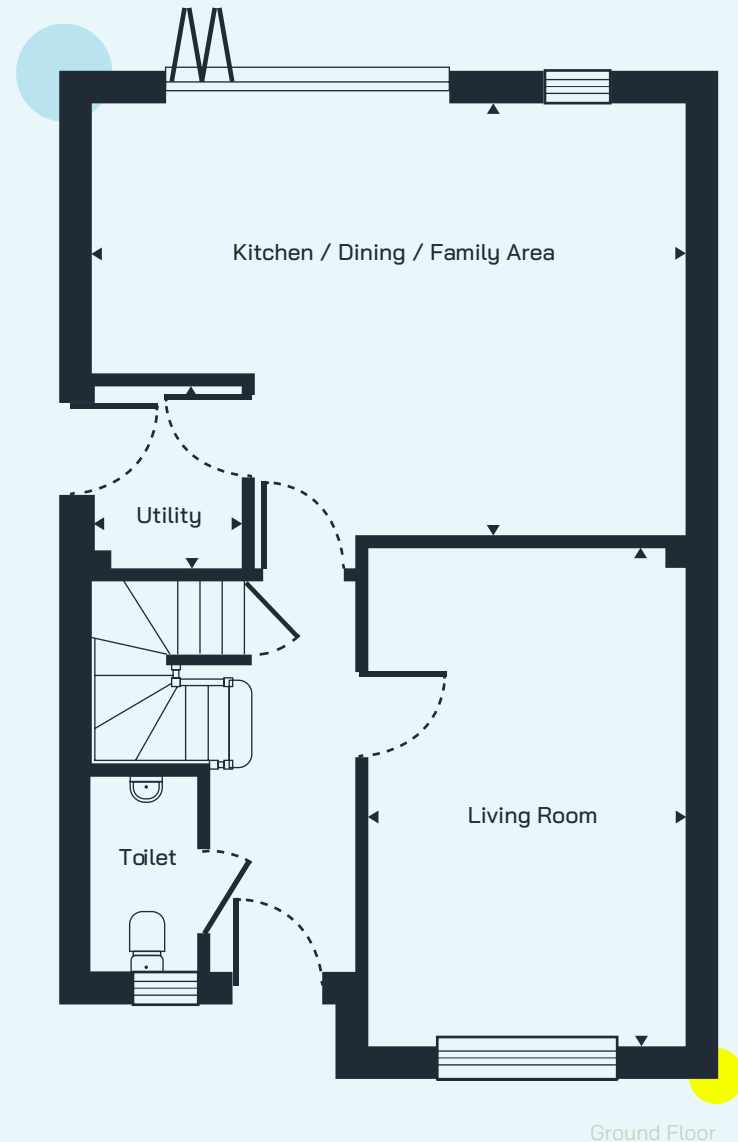 Kitchen / Dining / Family Area
Utility
Living Room
Toilet
Ground Floor